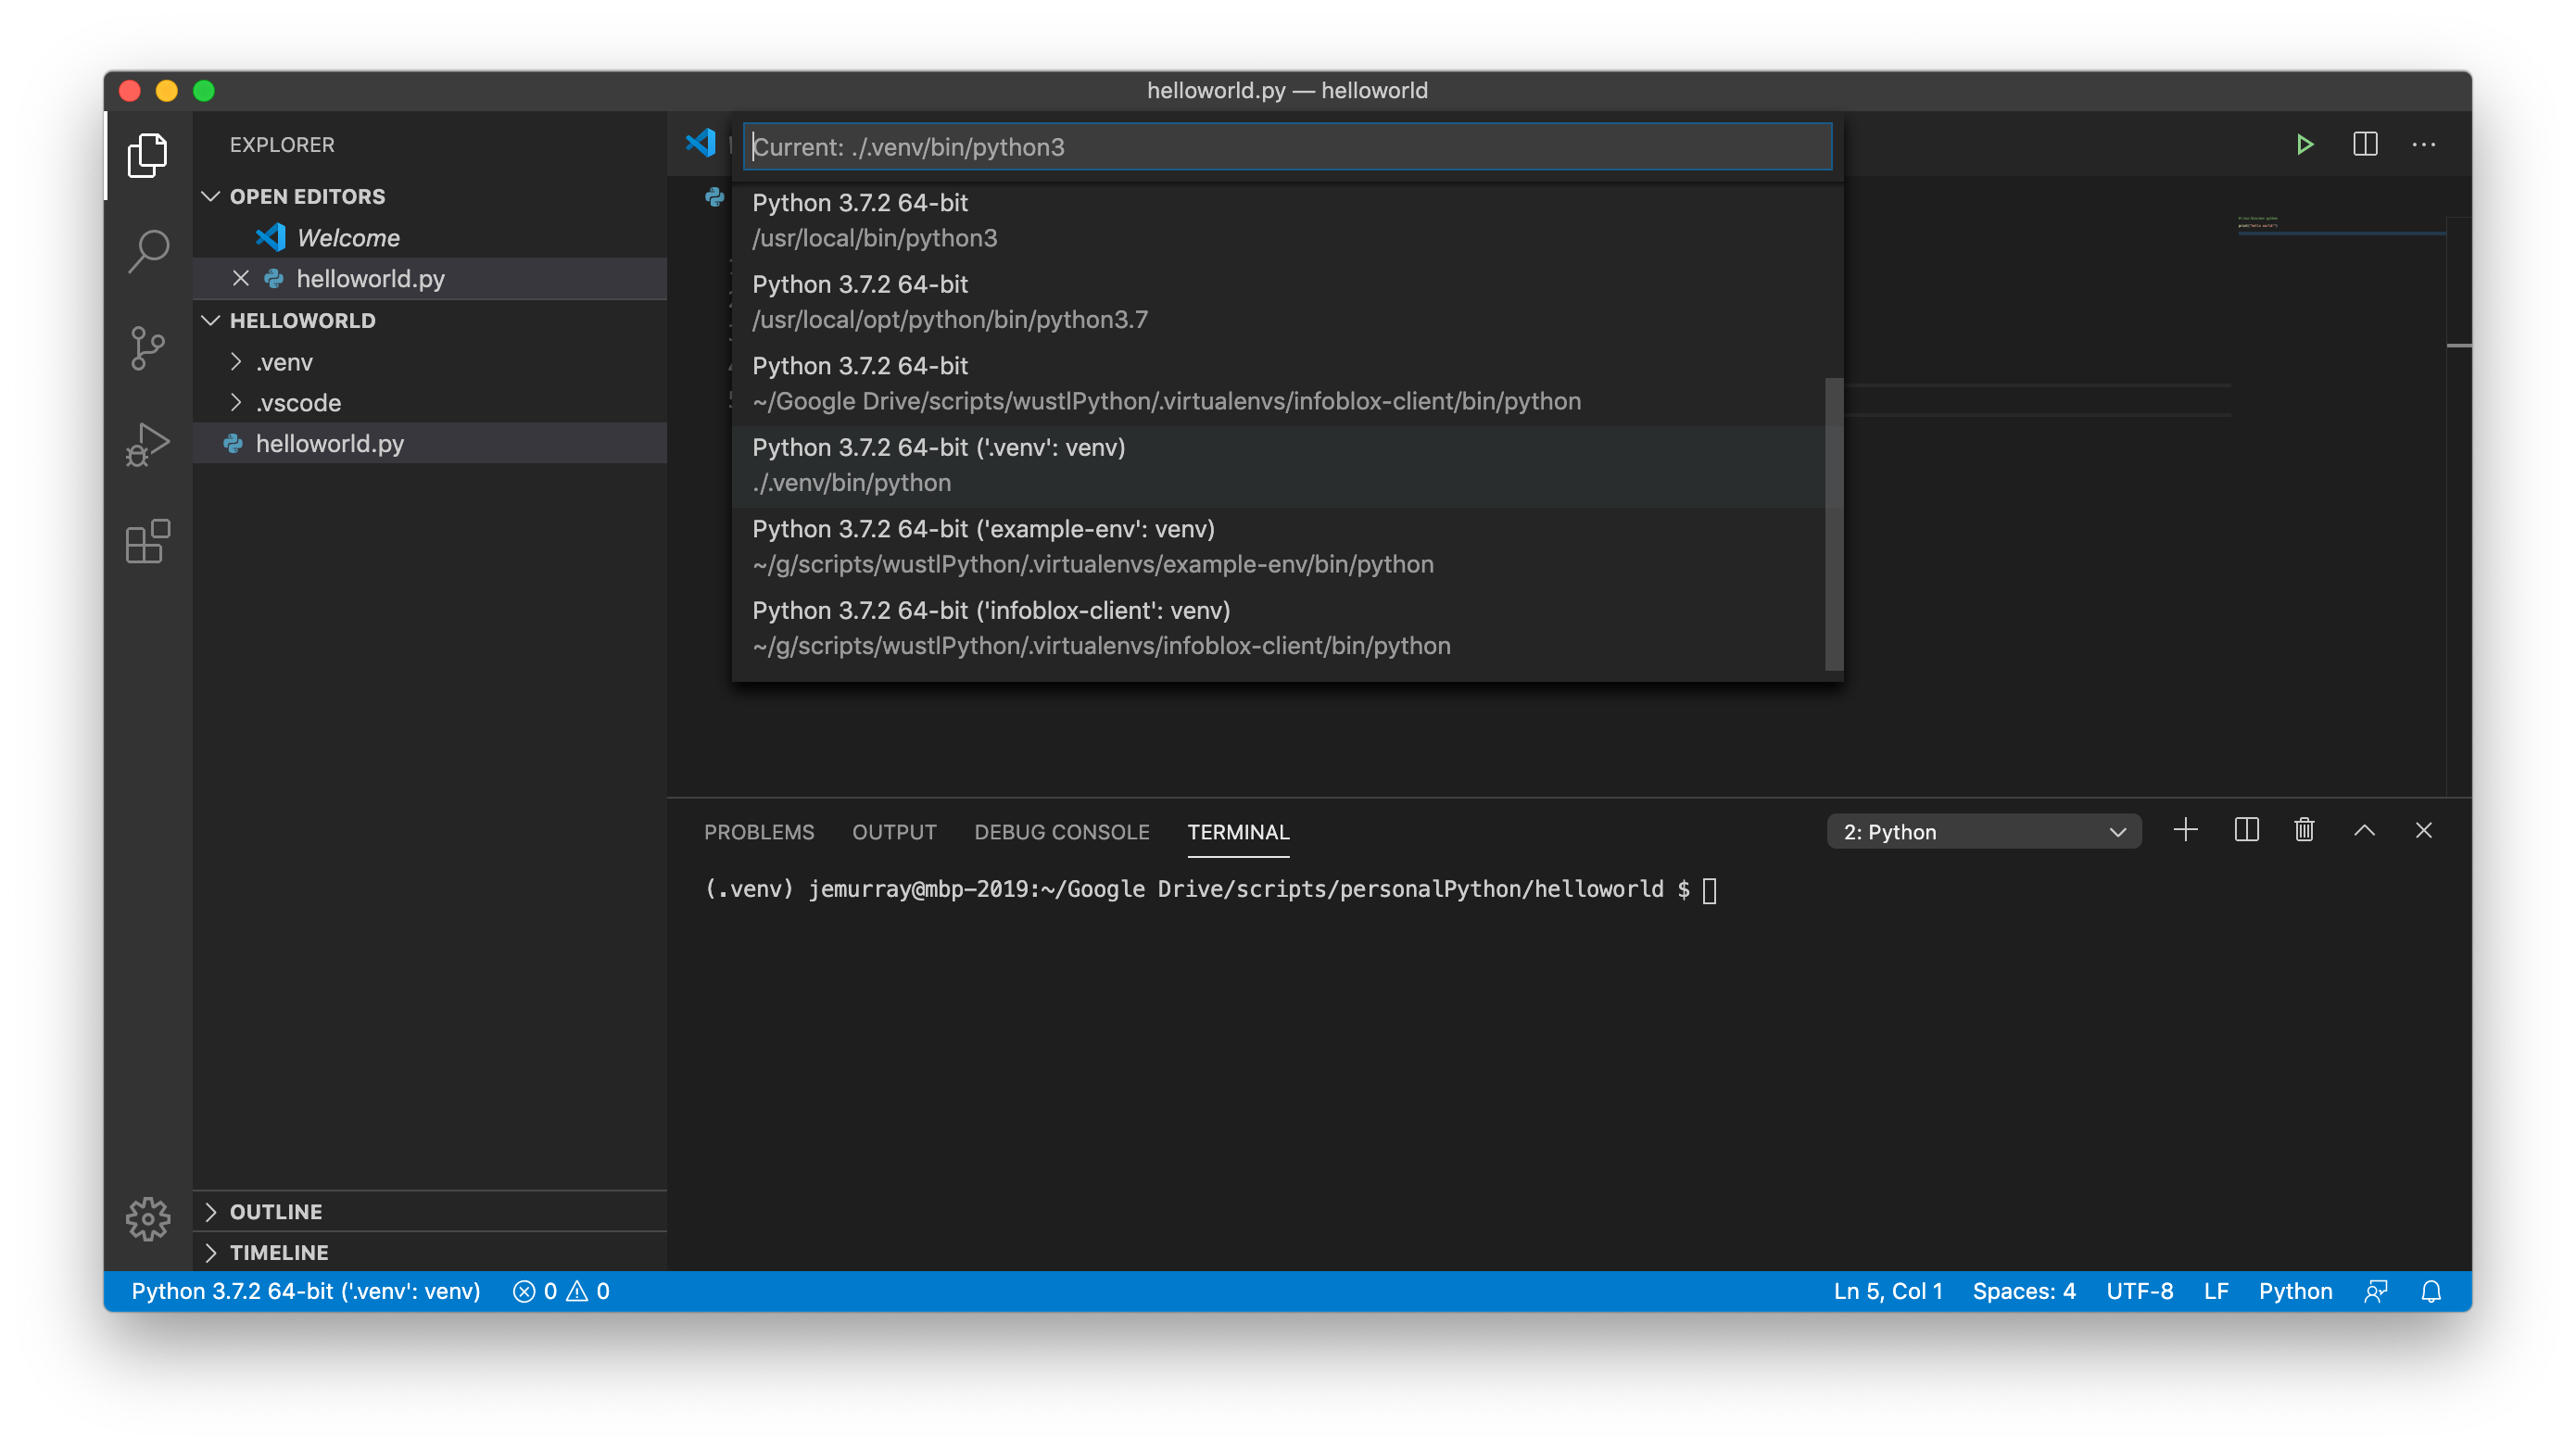 helloworld.py — helloworld
EXPLORER
OPEN EDITORS
Welcome
helloworld.py
HELLOWORLD
.venv
.vscode
helloworld.py
OUTLINE
TIMELINE
Current: ./.venv/bin/python3
Python 3.7.2 64-bit
/usr/local/bin/python3
Python 3.7.2 64-bit
/usr/local/opt/python/bin/python3.7
Python 3.7.2 64-bit
~/Google Drive/scripts/wustlPython/.virtualenvs/infoblox-client/bin/python
Python 3.7.2 64-bit ('.venv': venv)
./.venv/bin/python
Python 3.7.2 64-bit ('example-env': venv)
~/g/scripts/wustlPython/.virtualenvs/example-env/bin/python
Python 3.7.2 64-bit ('infoblox-client': venv)
~/g/scripts/wustlPython/.virtualenvs/infoblox-client/bin/python
PROBLEMS OUTPUT DEBUG CONSOLE TERMINAL 2: Python
(.venv) jemurray@mbp-2019:~/Google Drive/scripts/personalPython/helloworld $
Python 3.7.2 64-bit ('.venv': venv) 0 0 Ln 5, Col 1 Spaces: 4 UTF-8 LF Python